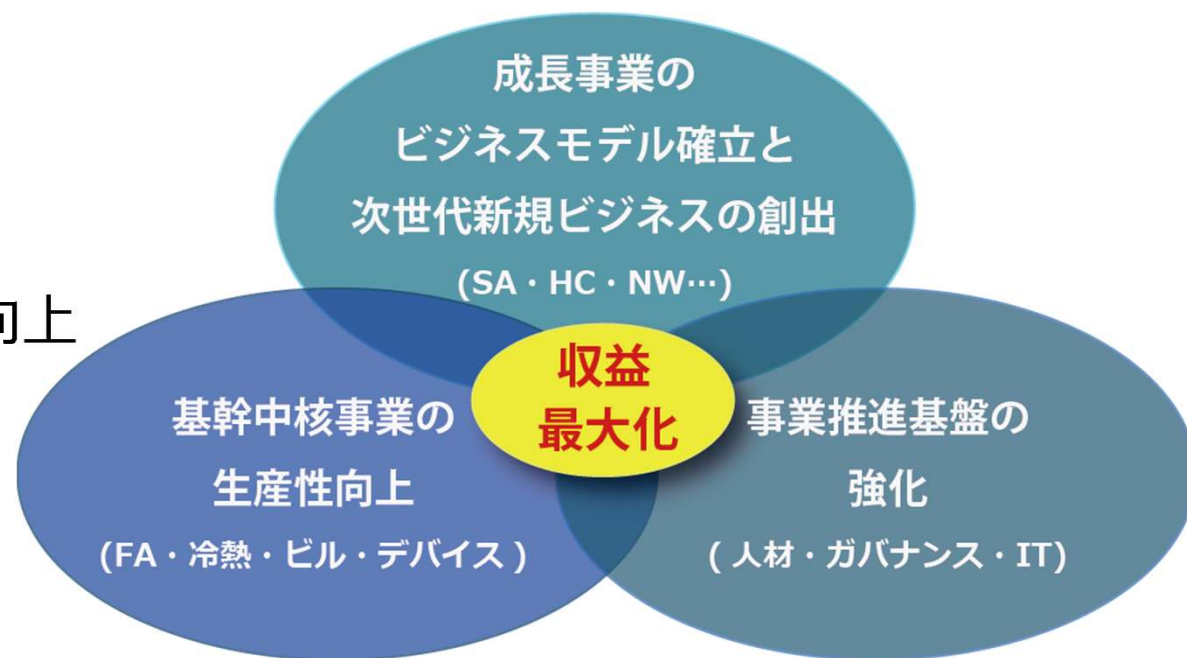 成長事業の
ビジネスモデル確立と
次世代新規ビジネスの創出
(SA・HC・NW…)
向上
収益
最大化
基幹中核事業の
生産性向上
(FA・冷熱・ビル・デバイス )
事業推進基盤の
強化
( 人材・ガバナンス・IT)